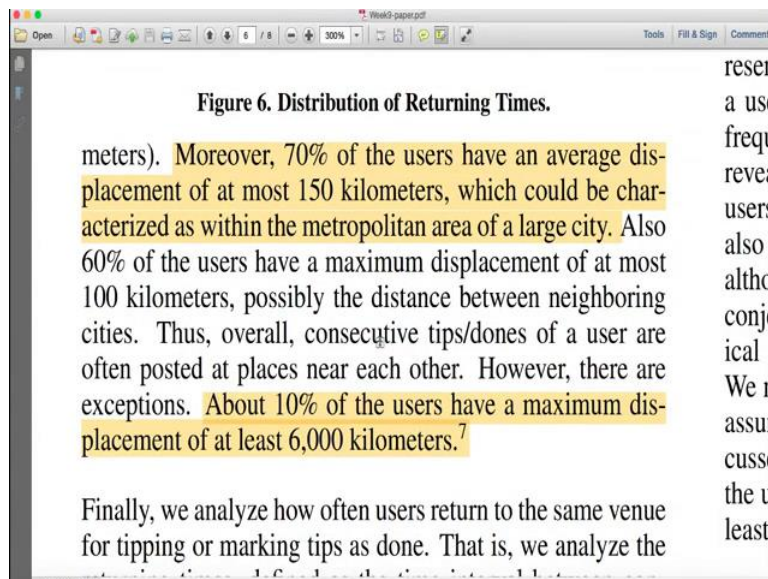 Week9-paper.pdf
Open
6
/ 8
300%
Tools
Fill & Sign
Comment
Figure 6. Distribution of Returning Times.
meters). Moreover, 70% of the users have an average dis-
placement of at most 150 kilometers, which could be char-
acterized as within the metropolitan area of a large city. Also
60% of the users have a maximum displacement of at most
100 kilometers, possibly the distance between neighboring
cities. Thus, overall, consecutive tips/dones of a user are
often posted at places near each other. However, there are
exceptions. About 10% of the users have a maximum dis-
placement of at least 6,000 kilometers.7
Finally, we analyze how often users return to the same venue
for tipping or marking tips as done. That is, we analyze the
reser
a use
frequ
revea
users
also
altho
conje
ical
We r
assu
cusse
the u
least